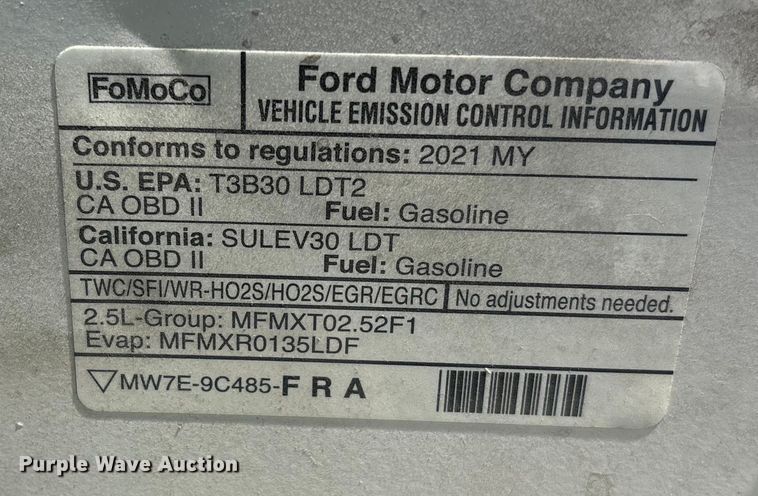 FoMoCo
Ford Motor Company
VEHICLE EMISSION CONTROL INFORMATION
Conforms to regulations: 2021 MY
U.S. EPA: T3B30 LDT2
CA OBD II Fuel: Gasoline
California: SULEV30 LDT
CA OBD II Fuel: Gasoline
TWC/SFI/WR-HO2S/HO2S/EGR/EGRC No adjustments needed.
2.5L-Group: MFMXT02.52F1
Evap: MFMXR0135LDF
MW7E-9C485-FRA
Purple Wave Auction